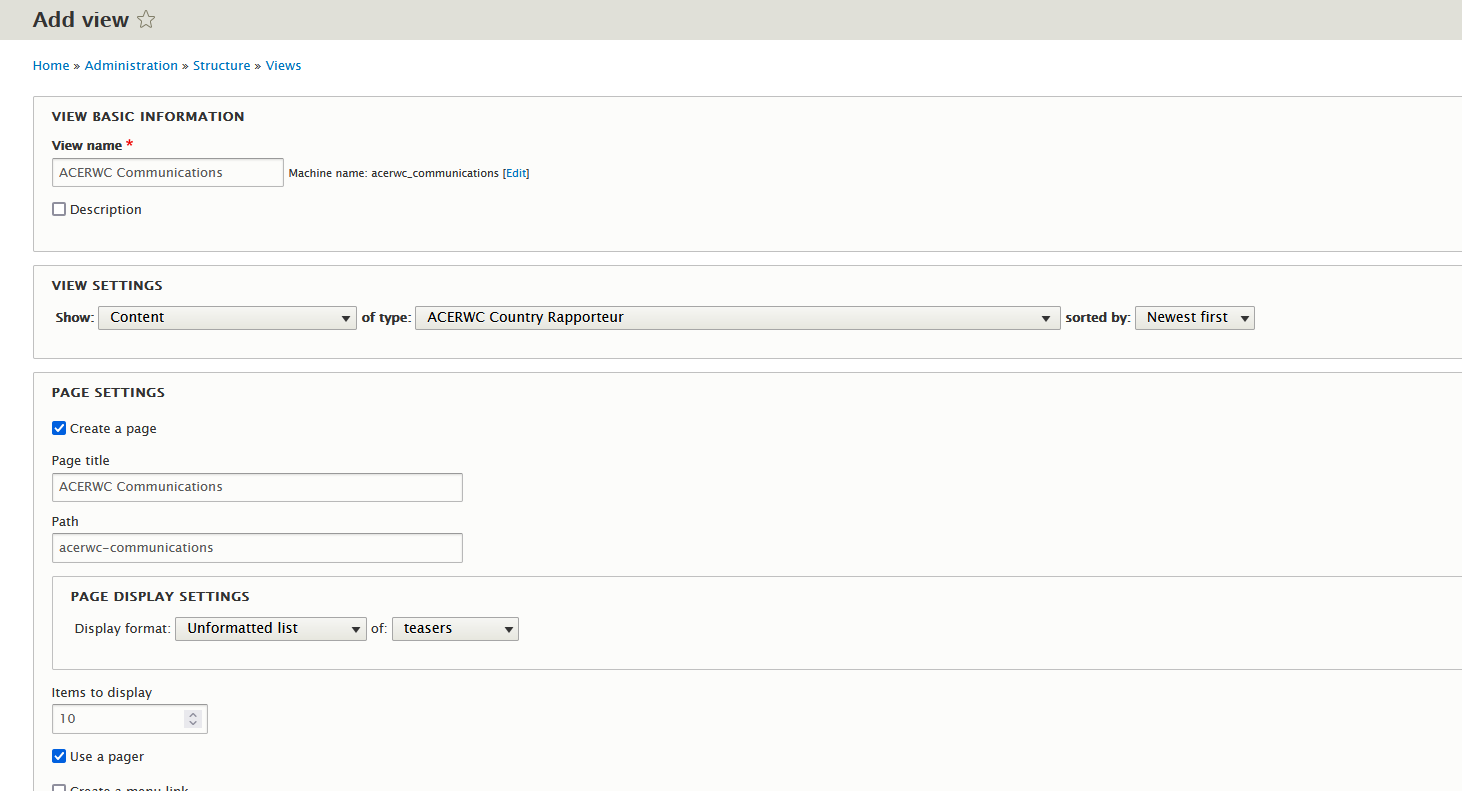 Add view
Home » Administration » Structure » Views
VIEW BASIC INFORMATION
View name *
ACERWC Communications Machine name: acerwc_communications [Edit]
Description
VIEW SETTINGS
Show: Content of type: ACERWC Country Rapporteur sorted by: Newest first
PAGE SETTINGS
Create a page
Page title
ACERWC Communications
Path
acerwc-communications
PAGE DISPLAY SETTINGS
Display format: Unformatted list of: teasers
Items to display
10
Use a pager
Create a menu link